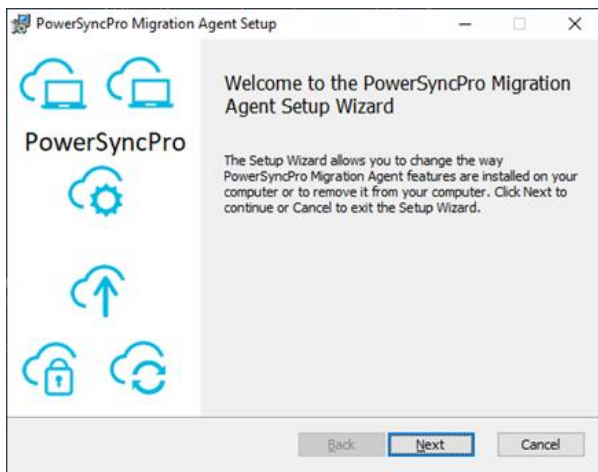 PowerSyncPro Migration Agent Setup
Welcome to the PowerSyncPro Migration
Agent Setup Wizard
PowerSyncPro
The Setup Wizard allows you to change the way
PowerSyncPro Migration Agent features are installed on your
computer or to remove it from your computer. Click Next to
continue or Cancel to exit the Setup Wizard.
Back
Next
Cancel